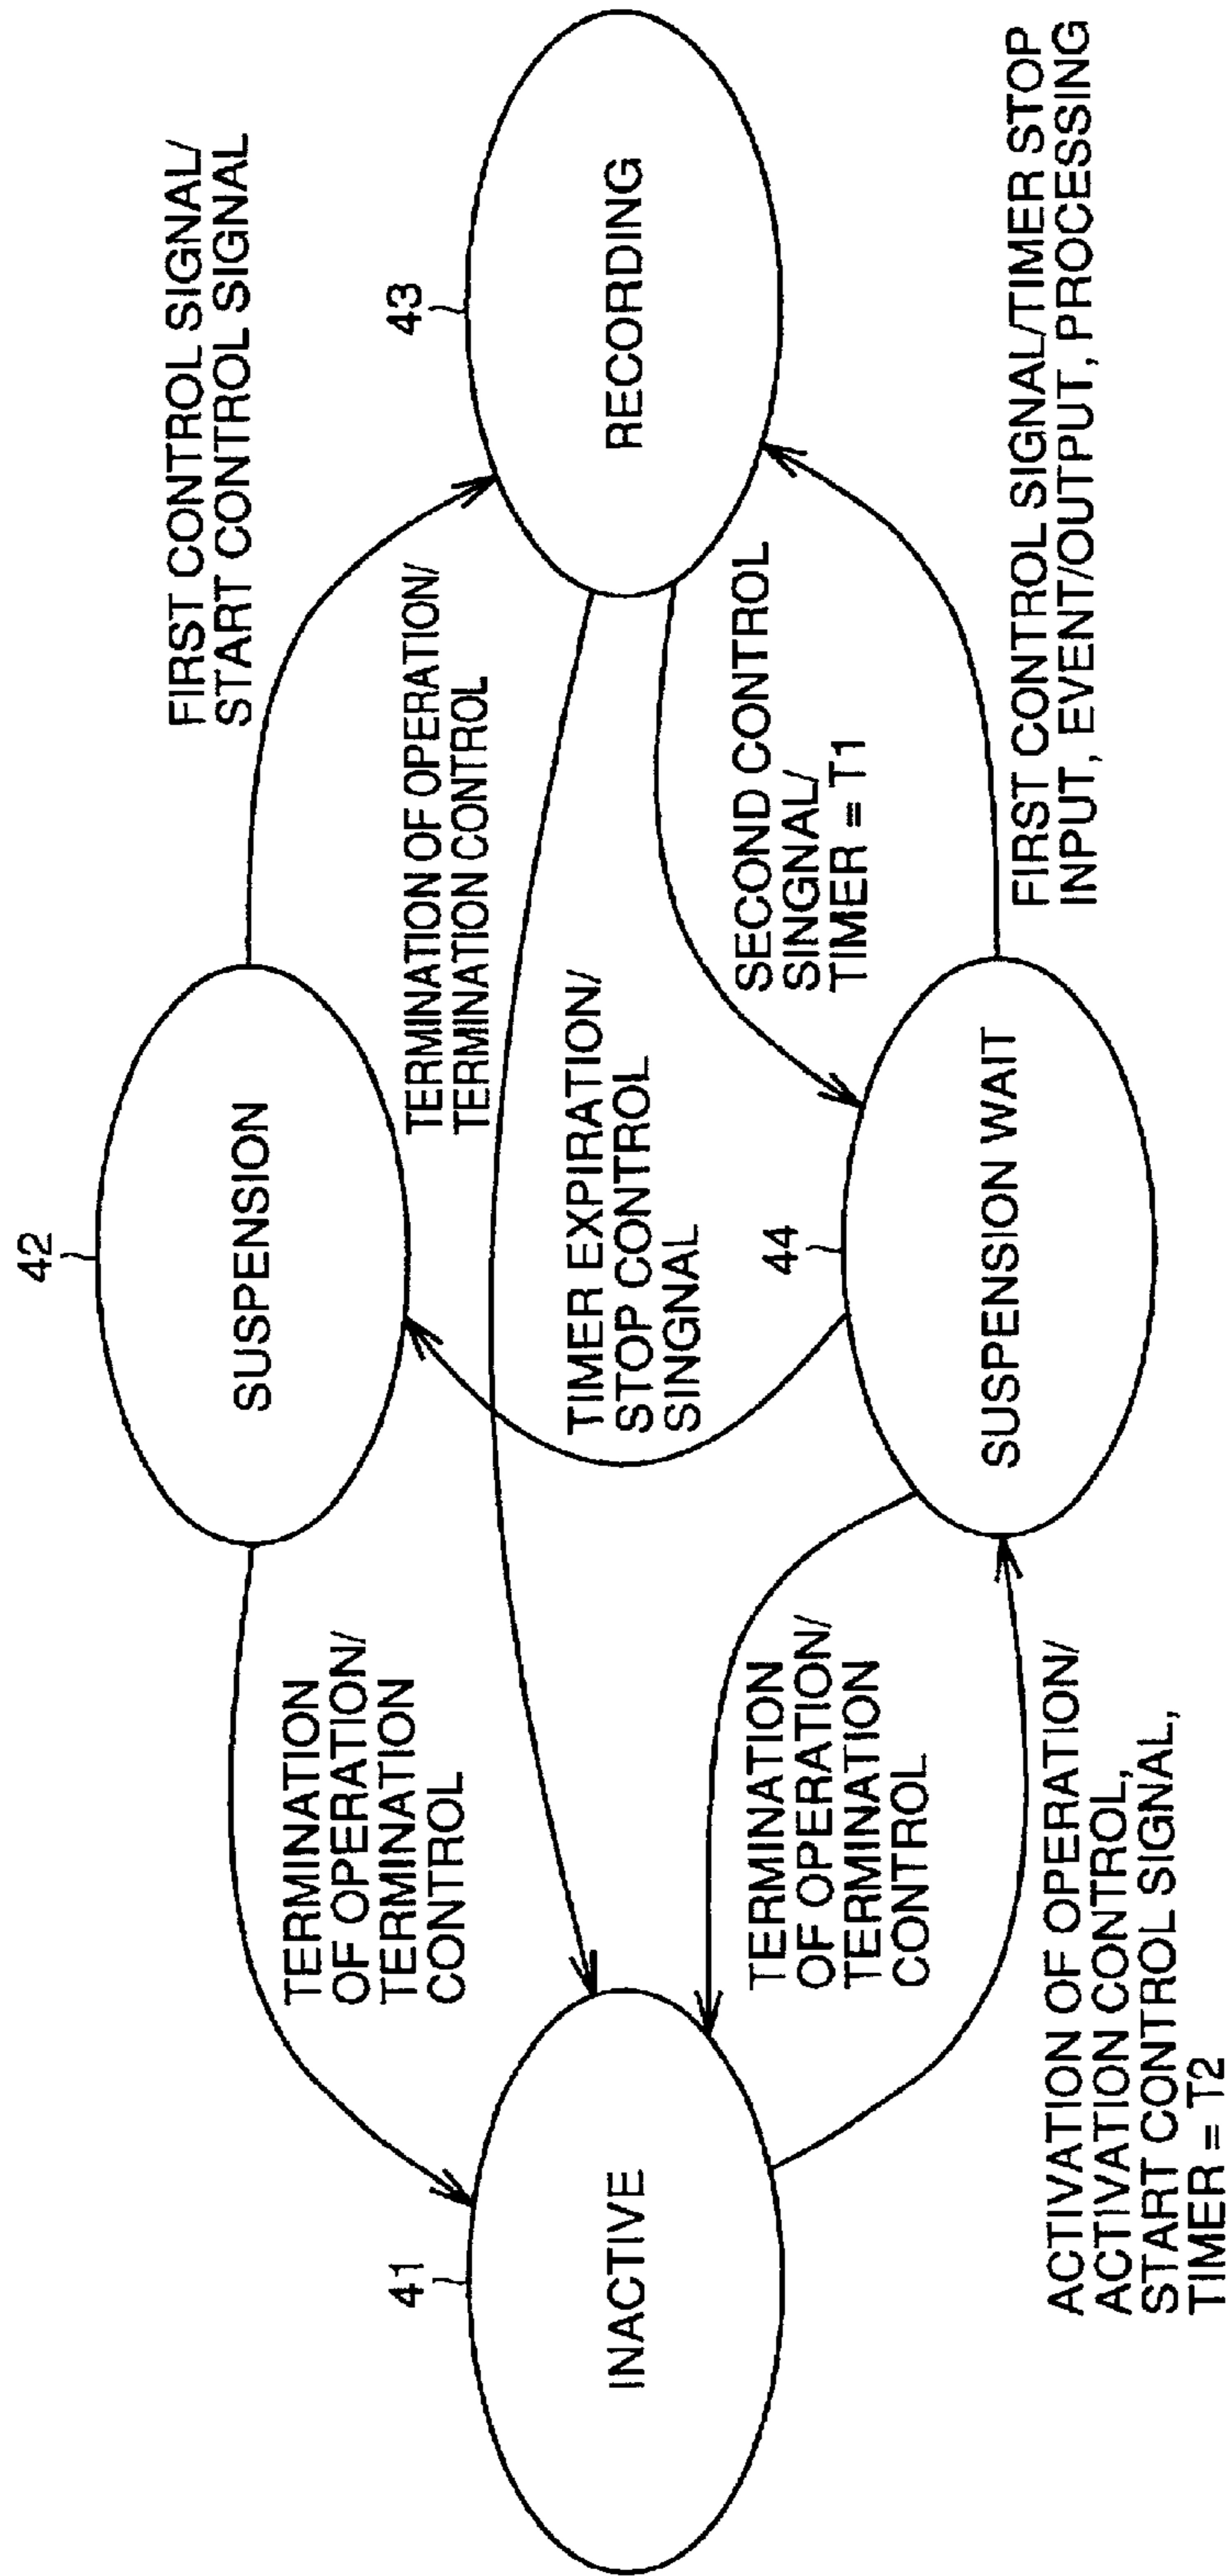 42
SUSPENSION
FIRST CONTROL SIGNAL/
START CONTROL SIGNAL
TERMINATION
OF OPERATION/
TERMINATION
CONTROL
TERMINATION OF OPERATION/
TERMINATION CONTROL
41
INACTIVE
43
RECORDING
TIMER EXPIRATION/
STOP CONTROL
SINGNAL
SECOND CONTROL
SINGNAL/
TIMER = T1
TERMINATION
OF OPERATION/
TERMINATION
CONTROL
44
SUSPENSION WAIT
ACTIVATION OF OPERATION/
ACTIVATION CONTROL,
START CONTROL SIGNAL,
TIMER = T2
FIRST CONTROL SIGNAL/TIMER STOP
INPUT, EVENT/OUTPUT, PROCESSING